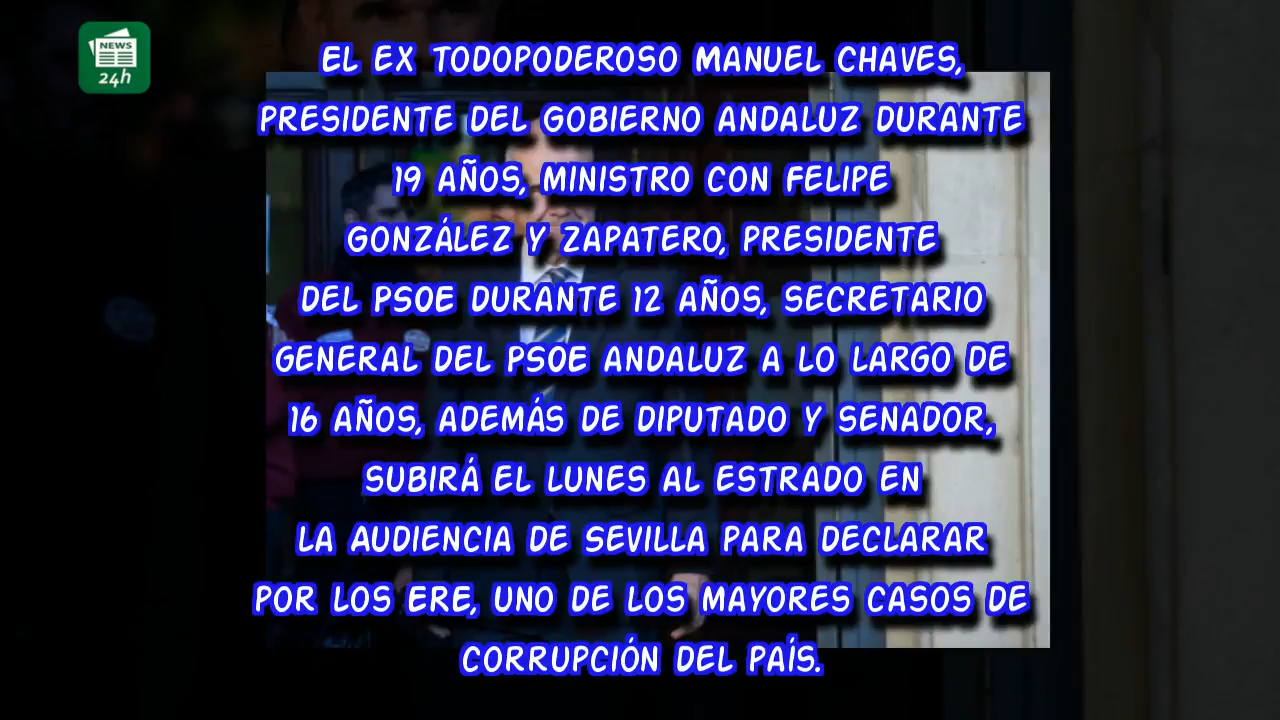 NEWS
24h
EL EX TODOPODEROSO MANUEL CHAVES,
PRESIDENTE DEL GOBIERNO ANDALUZ DURANTE
19 AÑOS, MINISTRO CON FELIPE
GONZÁLEZ Y ZAPATERO, PRESIDENTE
DEL PSOE DURANTE 12 AÑOS, SECRETARIO
GENERAL DEL PSOE ANDALUZ A LO LARGO DE
16 AÑOS, ADEMÁS DE DIPUTADO Y SENADOR,
SUBIRÁ EL LUNES AL ESTRADO EN
LA AUDIENCIA DE SEVILLA PARA DECLARAR
POR LOS ERE, UNO DE LOS MAYORES CASOS DE
CORRUPCIÓN DEL PAÍS.